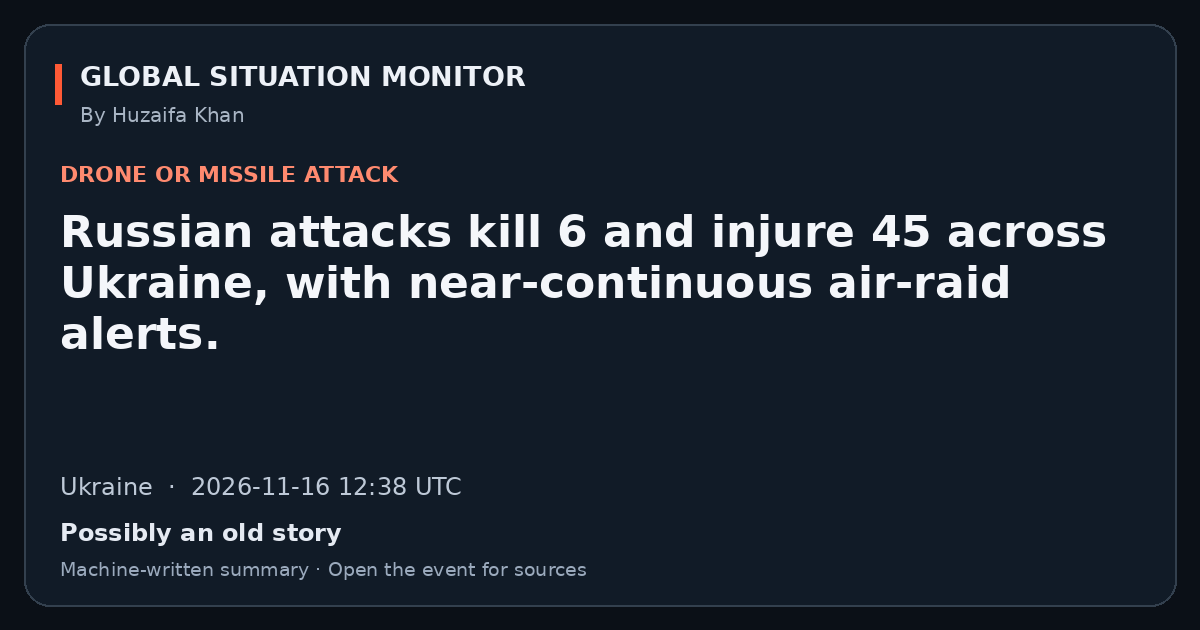 GLOBAL SITUATION MONITOR
By Huzaifa Khan
DRONE OR MISSILE ATTACK
Russian attacks kill 6 and injure 45 across
Ukraine, with near-continuous air-raid
alerts.
Ukraine · 2026-11-16 12:38 UTC
Possibly an old story
Machine-written summary · Open the event for sources